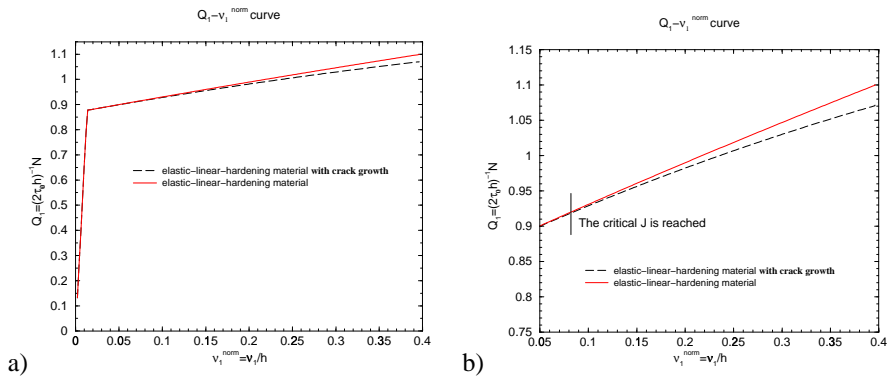 Q₁−ν₁ⁿᵒʳᵐ curve
1.1
1
0.9
0.8
0.7
0.6
0.5
0.4
0.3
0.2
0.1
0
Q₁=(2τ₀h)⁻¹N
elastic−linear−hardening material with crack growth
elastic−linear−hardening material
0 0.05 0.1 0.15 0.2 0.25 0.3 0.35 0.4
ν₁ⁿᵒʳᵐ=ν₁/h
a)
Q₁−ν₁ⁿᵒʳᵐ curve
1.15
1.1
1.05
1
0.95
0.9
0.85
0.8
0.75
Q₁=(2τ₀h)⁻¹N
The critical J is reached
elastic−linear−hardening material with crack growth
elastic−linear−hardening material
0.05 0.1 0.15 0.2 0.25 0.3 0.35 0.4
ν₁ⁿᵒʳᵐ=ν₁/h
b)